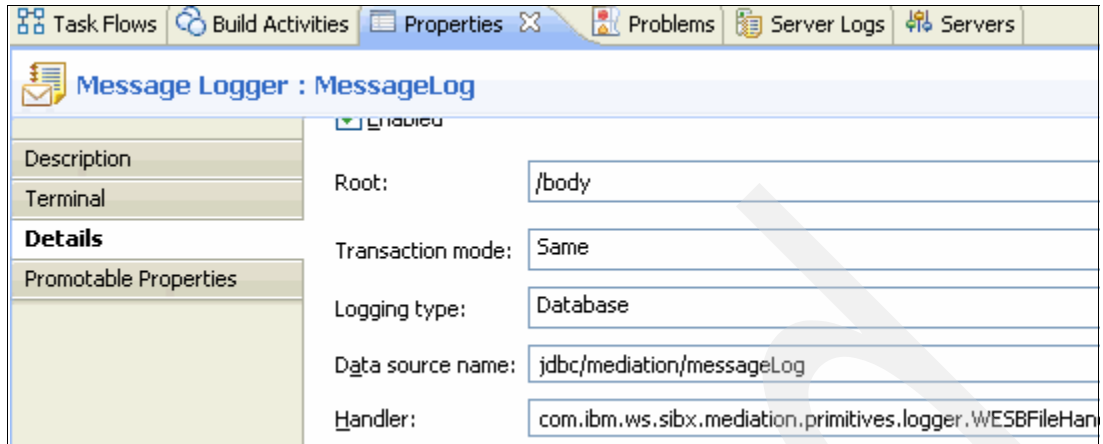 Task Flows Build Activities Properties Problems Server Logs Servers
Message Logger : MessageLog
Enabled
Description
Root: /body
Terminal
Details
Transaction mode: Same
Promotable Properties
Logging type: Database
Data source name: jdbc/mediation/messageLog
Handler: com.ibm.ws.sibx.mediation.primitives.logger.WESBFileHan